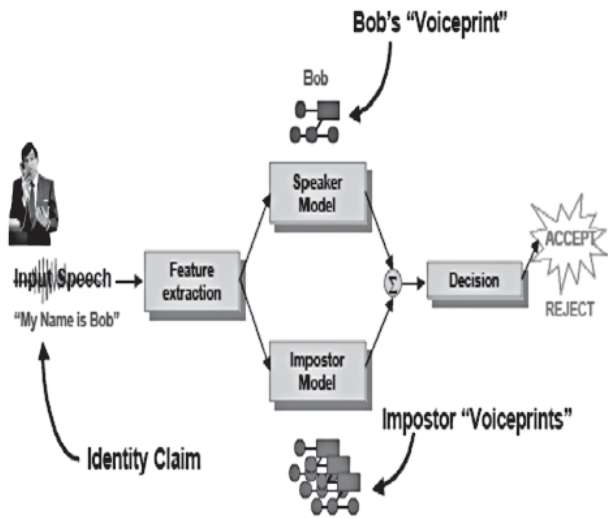 Bob's “Voiceprint”
Bob
Speaker
Model
Input Speech
“My Name is Bob”
Feature
extraction
Σ
Decision
ACCEPT
REJECT
Impostor
Model
Impostor “Voiceprints”
Identity Claim